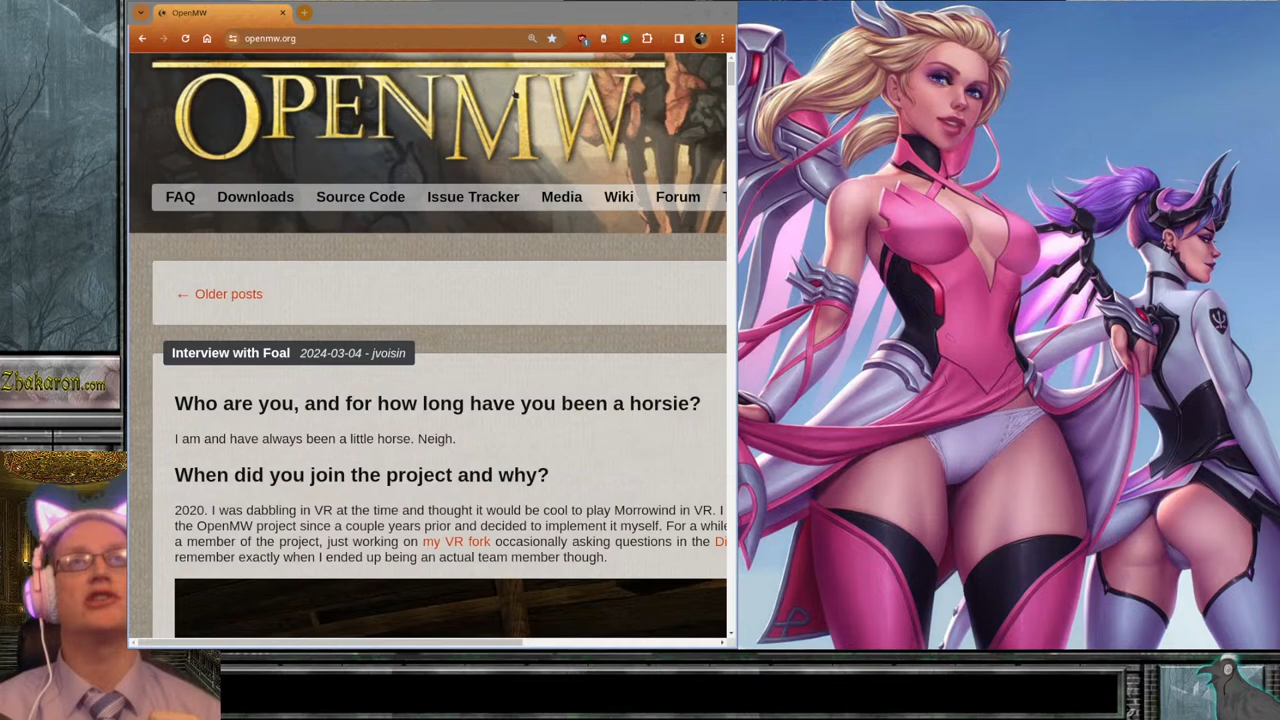 OpenMW
openmw.org
OPENMW
FAQ Downloads Source Code Issue Tracker Media Wiki Forum
← Older posts
Interview with Foal 2024-03-04 - jvoisin
Who are you, and for how long have you been a horsie?
I am and have always been a little horse. Neigh.
When did you join the project and why?
2020. I was dabbling in VR at the time and thought it would be cool to play Morrowind in VR. I
the OpenMW project since a couple years prior and decided to implement it myself. For a while
a member of the project, just working on my VR fork occasionally asking questions in the Di
remember exactly when I ended up being an actual team member though.
Zhakaron.com